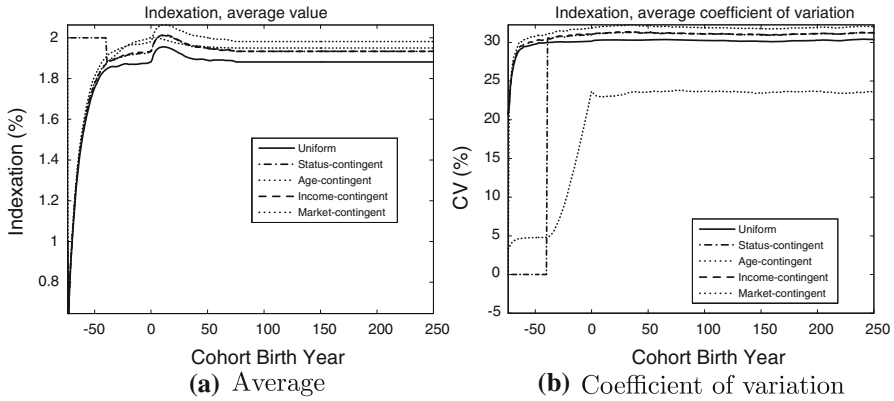 Indexation, average value
2
1.8
1.6
1.4
1.2
1
0.8
Indexation (%)
Uniform
Status-contingent
Age-contingent
Income-contingent
Market-contingent
-50 0 50 100 150 200 250
Cohort Birth Year
(a) Average
Indexation, average coefficient of variation
30
25
20
15
10
5
0
-5
CV (%)
Uniform
Status-contingent
Age-contingent
Income-contingent
Market-contingent
-50 0 50 100 150 200 250
Cohort Birth Year
(b) Coefficient of variation